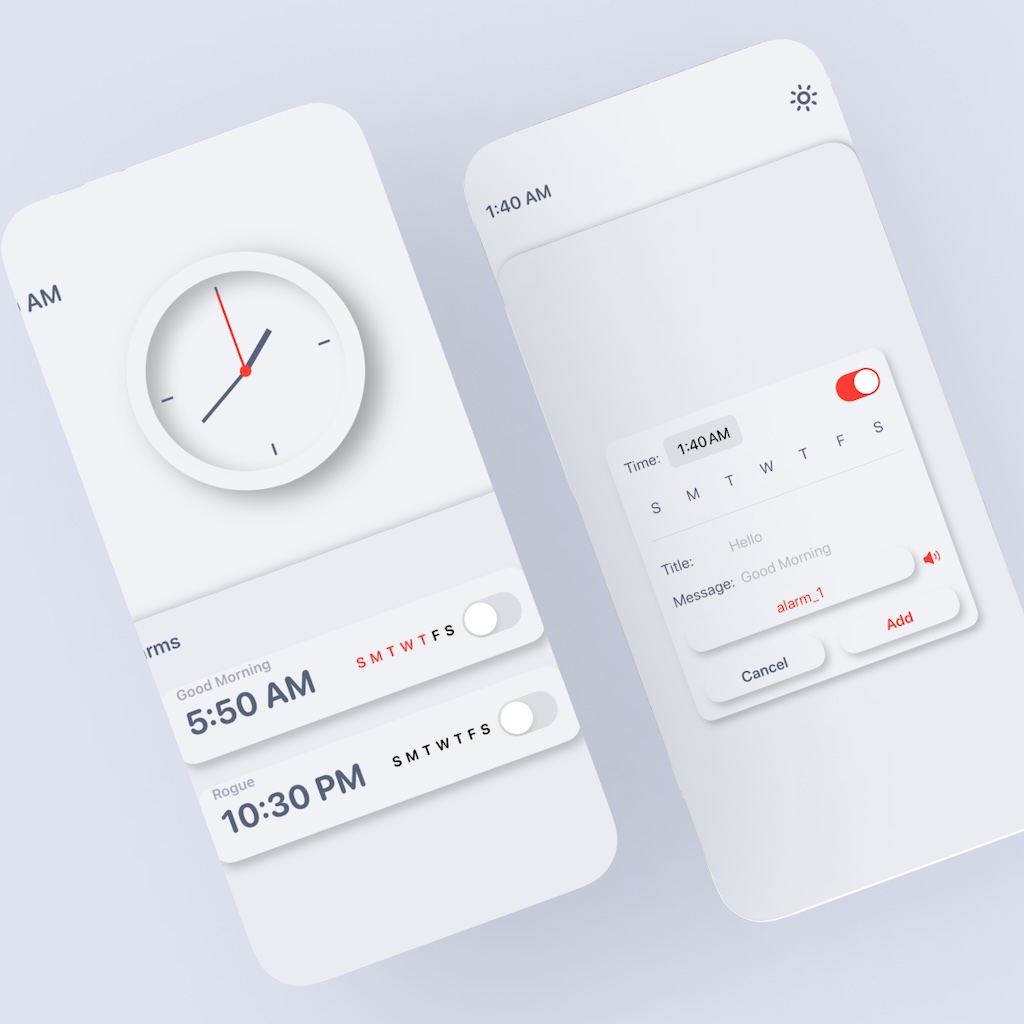 AM
rms
Good Morning
5:50 AM
S M T W T F S
Rogue
10:30 PM
S M T W T F S
1:40 AM
Time: 1:40 AM
S M T W T F S
Title: Hello
Message: Good Morning
alarm_1
Cancel Add